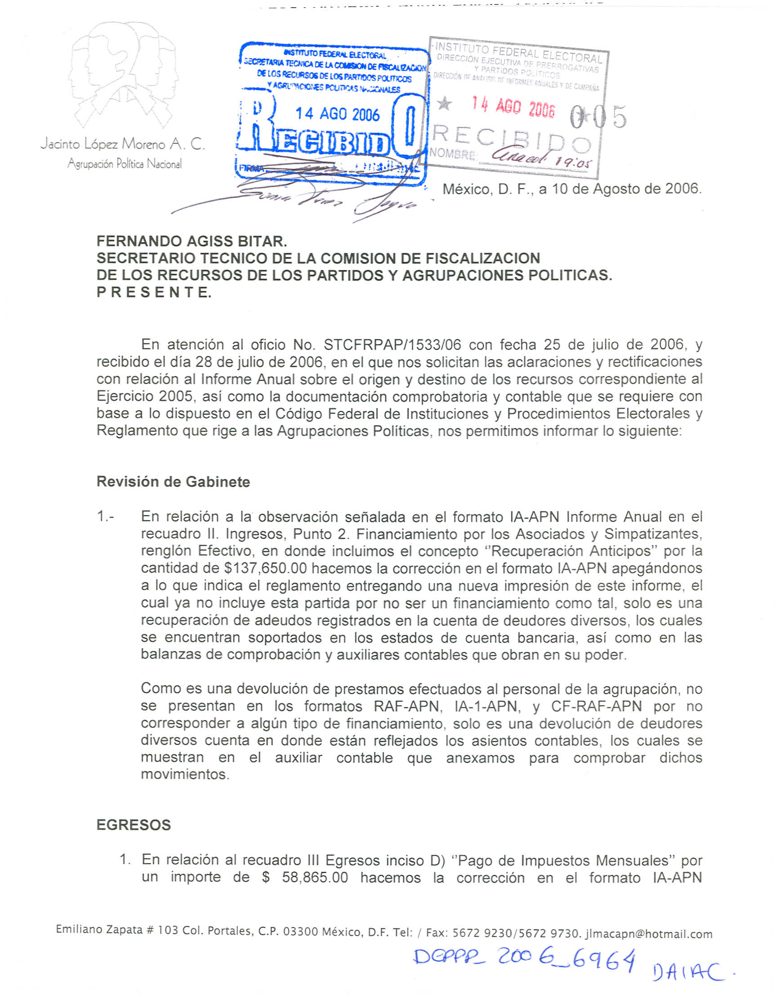 Jacinto López Moreno A. C.
Agrupación Política Nacional
INSTITUTO FEDERAL ELECTORAL
SECRETARIA TECNICA DE LA COMISION DE FISCALIZACION
DE LOS RECURSOS DE LOS PARTIDOS POLITICOS
Y AGRUPACIONES POLITICAS NACIONALES
14 AGO 2006
RECIBIDO
FIRMA
INSTITUTO FEDERAL ELECTORAL
DIRECCIÓN EJECUTIVA DE PRERROGATIVAS
Y PARTIDOS POLÍTICOS
DIRECCIÓN DE ANÁLISIS DE INFORMES ANUALES Y DE CAMPAÑA
14 AGO 2006
005
RECIBIDO
NOMBRE: 19:05
México, D. F., a 10 de Agosto de 2006.
FERNANDO AGISS BITAR.
SECRETARIO TECNICO DE LA COMISION DE FISCALIZACION
DE LOS RECURSOS DE LOS PARTIDOS Y AGRUPACIONES POLITICAS.
P R E S E N T E.
En atención al oficio No. STCFRPAP/1533/06 con fecha 25 de julio de 2006, y
recibido el día 28 de julio de 2006, en el que nos solicitan las aclaraciones y rectificaciones
con relación al Informe Anual sobre el origen y destino de los recursos correspondiente al
Ejercicio 2005, así como la documentación comprobatoria y contable que se requiere con
base a lo dispuesto en el Código Federal de Instituciones y Procedimientos Electorales y
Reglamento que rige a las Agrupaciones Políticas, nos permitimos informar lo siguiente:
Revisión de Gabinete
1.- En relación a la observación señalada en el formato IA-APN Informe Anual en el
recuadro II. Ingresos, Punto 2. Financiamiento por los Asociados y Simpatizantes,
renglón Efectivo, en donde incluimos el concepto ‘’Recuperación Anticipos’’ por la
cantidad de $137,650.00 hacemos la corrección en el formato IA-APN apegándonos
a lo que indica el reglamento entregando una nueva impresión de este informe, el
cual ya no incluye esta partida por no ser un financiamiento como tal, solo es una
recuperación de adeudos registrados en la cuenta de deudores diversos, los cuales
se encuentran soportados en los estados de cuenta bancaria, así como en las
balanzas de comprobación y auxiliares contables que obran en su poder.
Como es una devolución de prestamos efectuados al personal de la agrupación, no
se presentan en los formatos RAF-APN, IA-1-APN, y CF-RAF-APN por no
corresponder a algún tipo de financiamiento, solo es una devolución de deudores
diversos cuenta en donde están reflejados los asientos contables, los cuales se
muestran en el auxiliar contable que anexamos para comprobar dichos
movimientos.
EGRESOS
1. En relación al recuadro III Egresos inciso D) ‘’Pago de Impuestos Mensuales’’ por
un importe de $ 58,865.00 hacemos la corrección en el formato IA-APN
Emiliano Zapata # 103 Col. Portales, C.P. 03300 México, D.F. Tel: / Fax: 5672 9230/5672 9730. jlmacapn@hotmail.com
DEPPP_ 2006_6964
DAIAC.